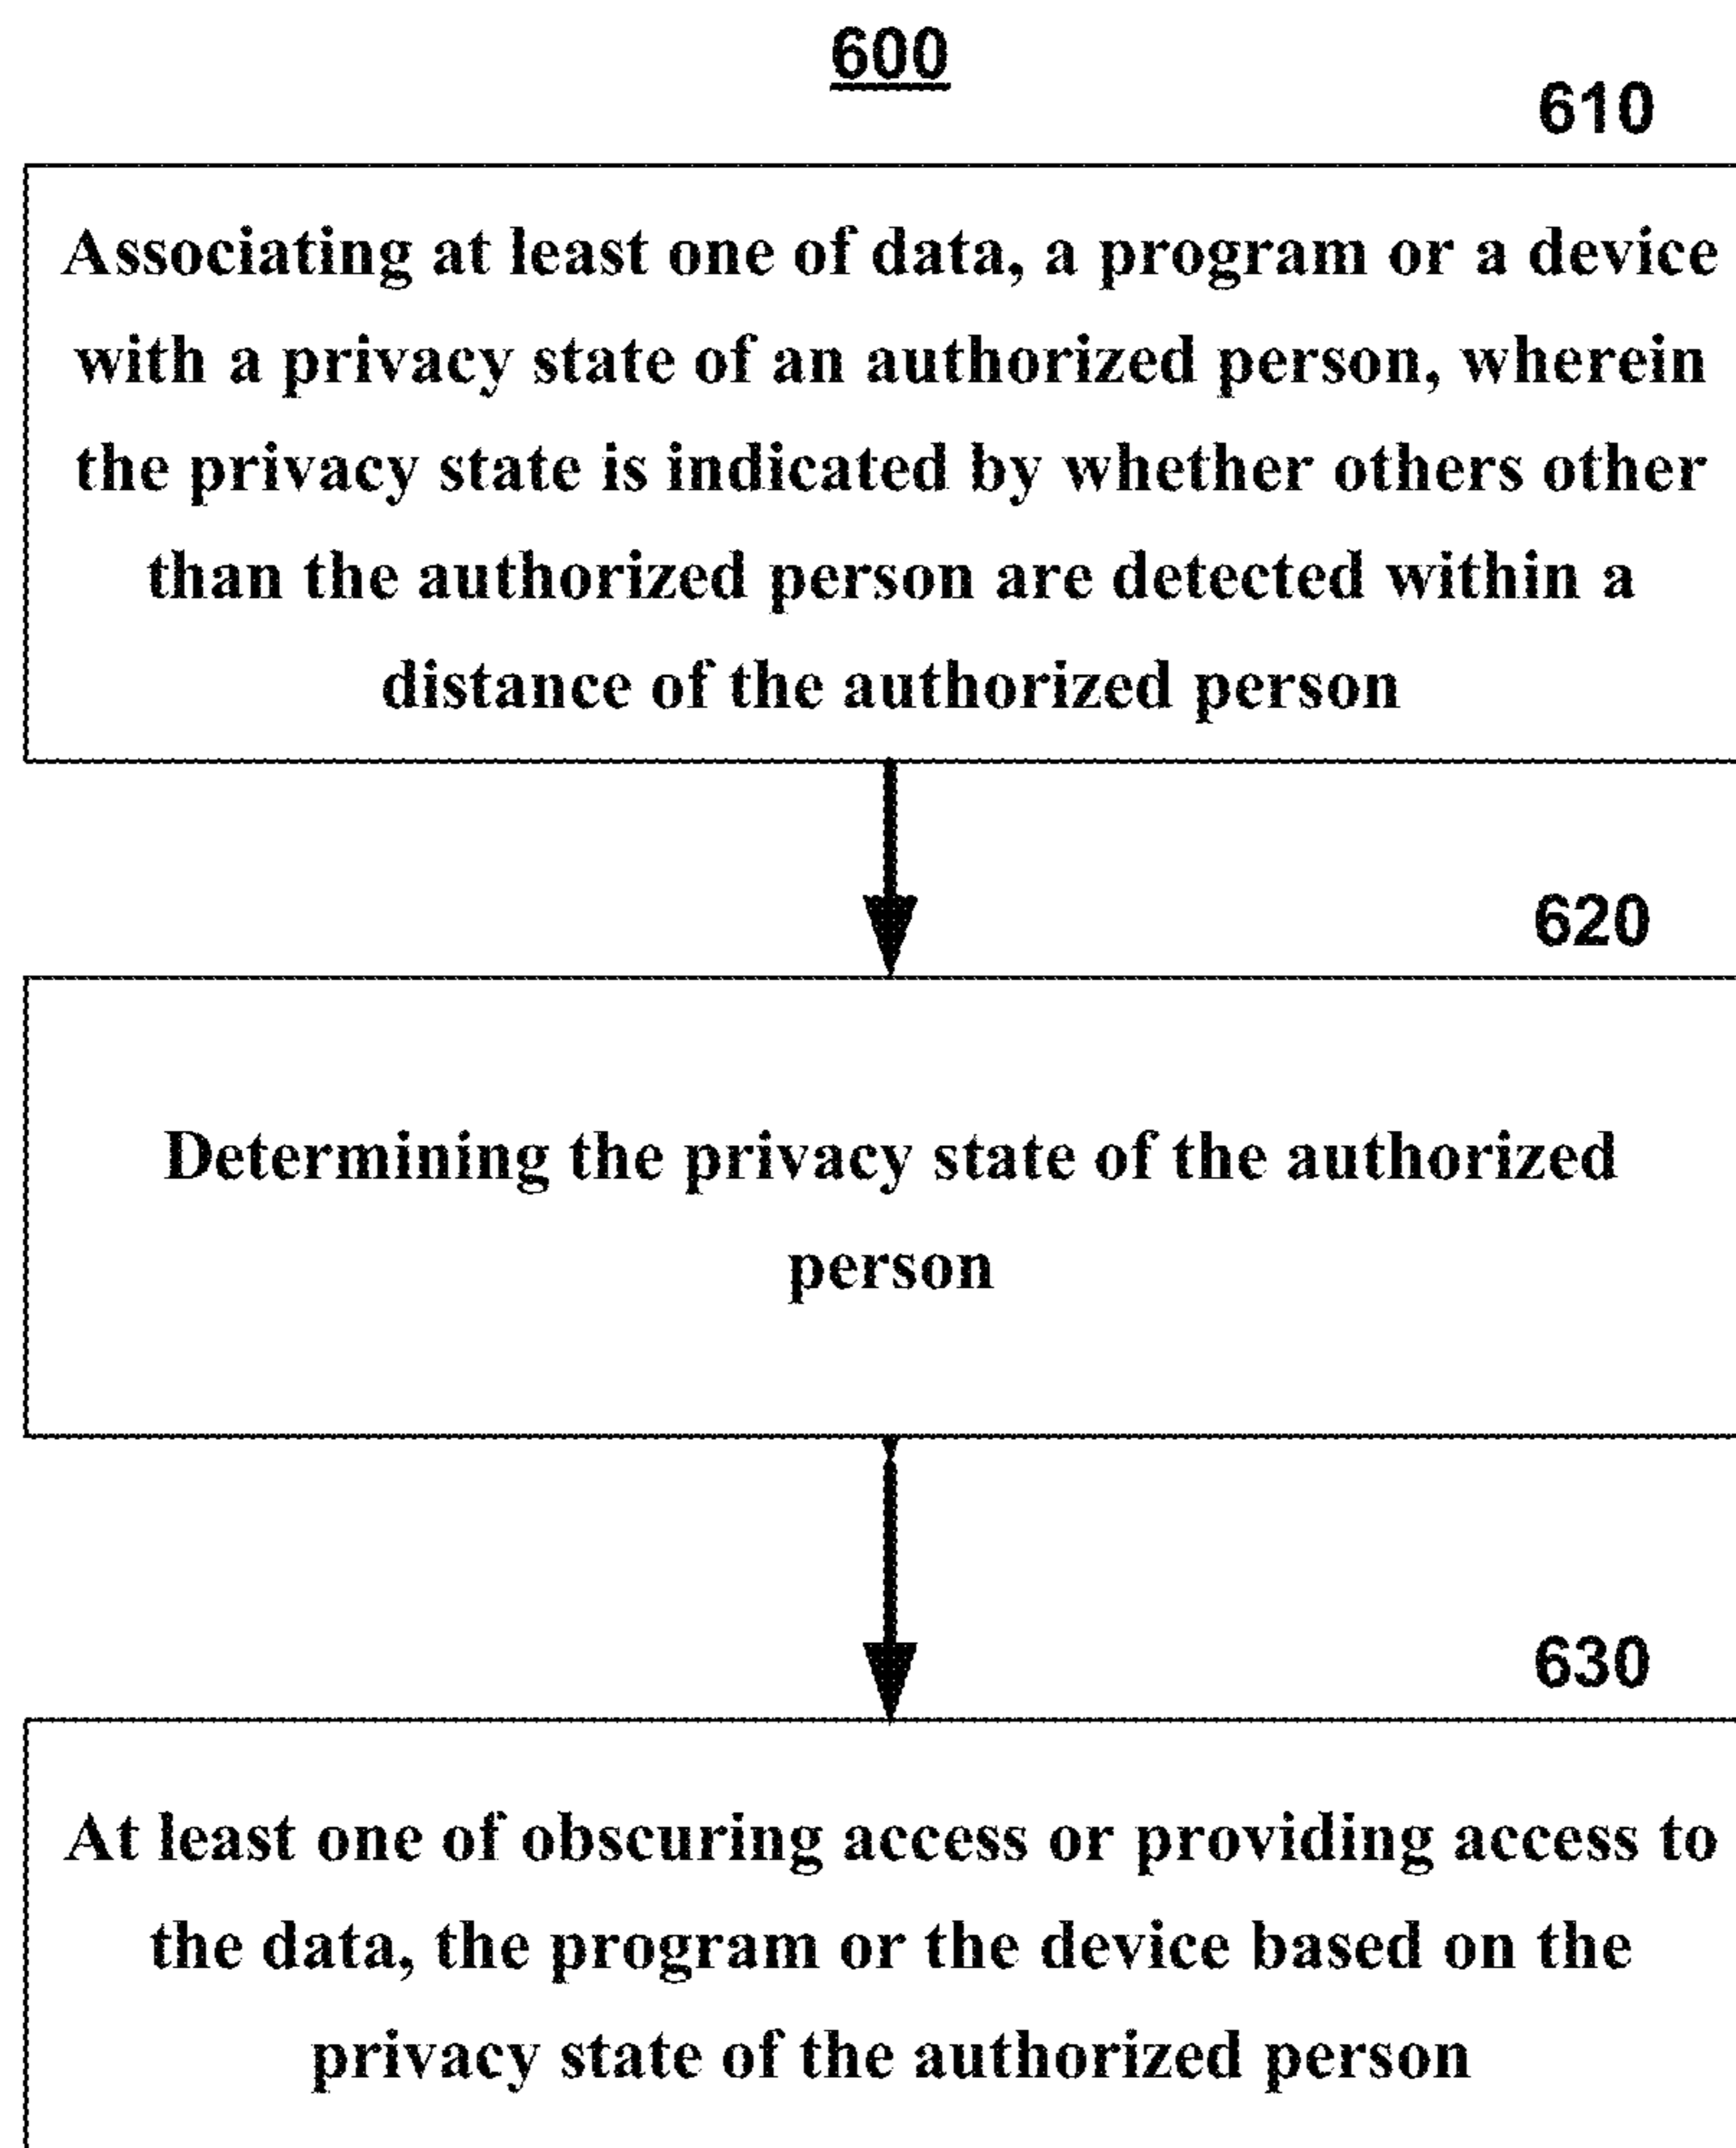 600
610
Associating at least one of data, a program or a device
with a privacy state of an authorized person, wherein
the privacy state is indicated by whether others other
than the authorized person are detected within a
distance of the authorized person
620
Determining the privacy state of the authorized
person
630
At least one of obscuring access or providing access to
the data, the program or the device based on the
privacy state of the authorized person